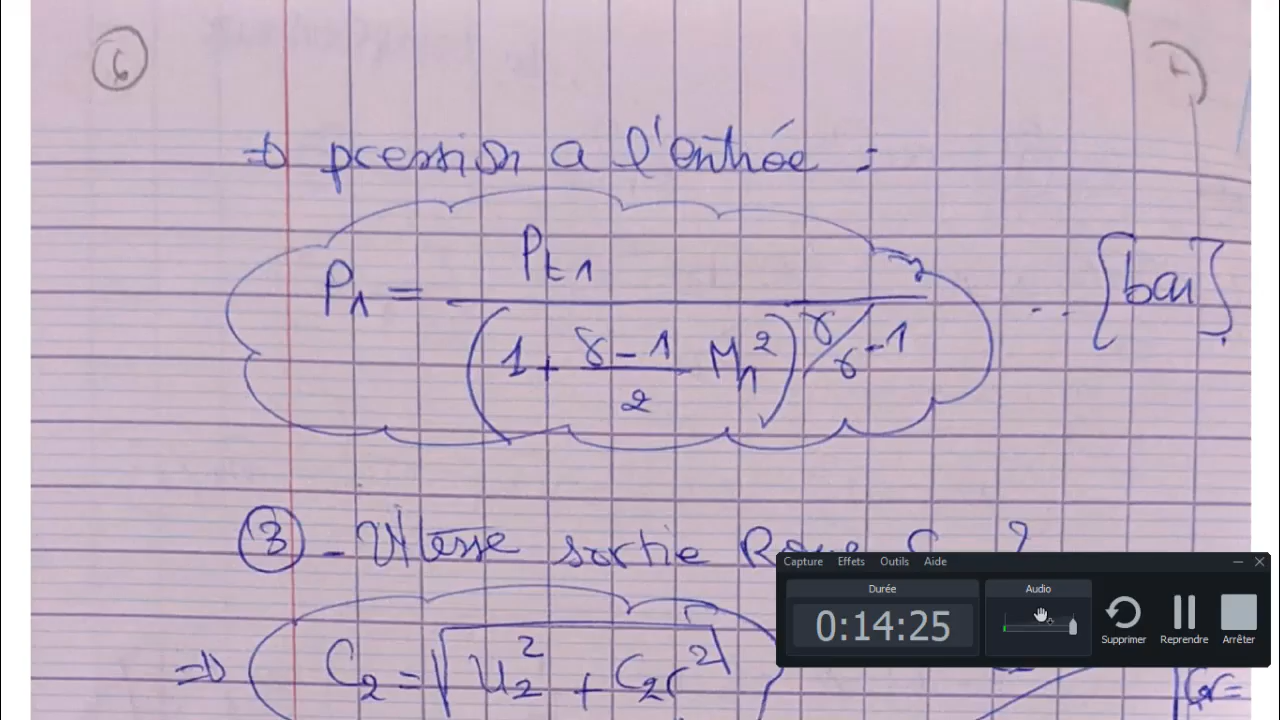 6
=> pression a l'entrée :
P1 = Pt1 / (1 + γ-1/2 M1²)^γ/γ-1 ... [bar]
3 - Vitesse sortie Roue C ?
=> C2 = √U2² + C2r²
Cr=
Capture Effets Outils Aide
Durée Audio
0:14:25
Supprimer Reprendre Arrêter